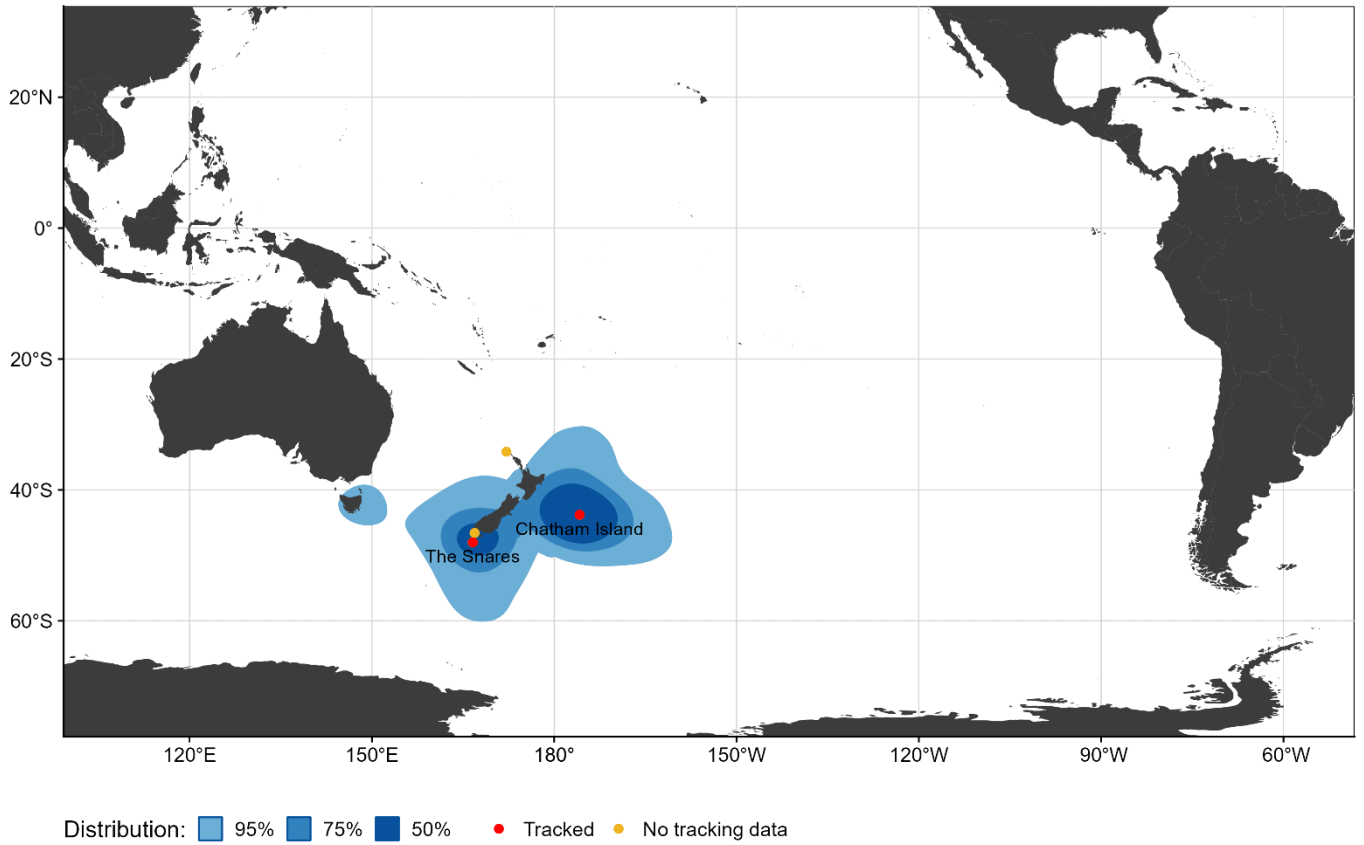 20°N
0°
20°S
40°S
60°S
Chatham Island
The Snares
120°E 150°E 180° 150°W 120°W 90°W 60°W
Distribution: 95% 75% 50% Tracked No tracking data